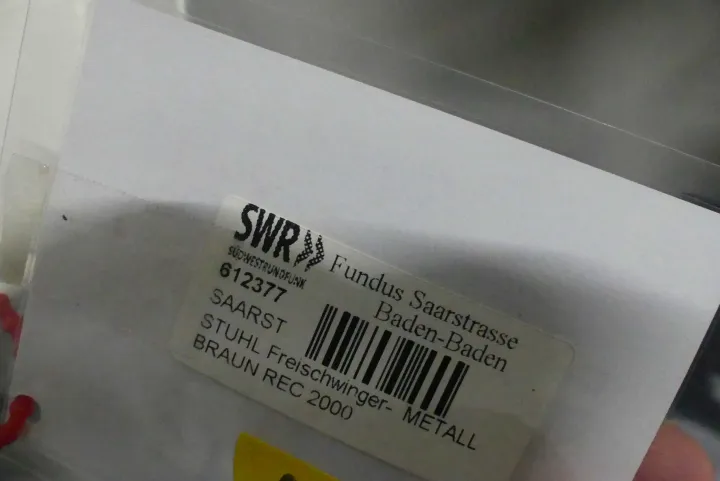 SWR»
SÜDWESTRUNDFUNK
Fundus Saarstrasse
Baden-Baden
612377
SAARST
STUHL Freischwinger- METALL
BRAUN REC 2000